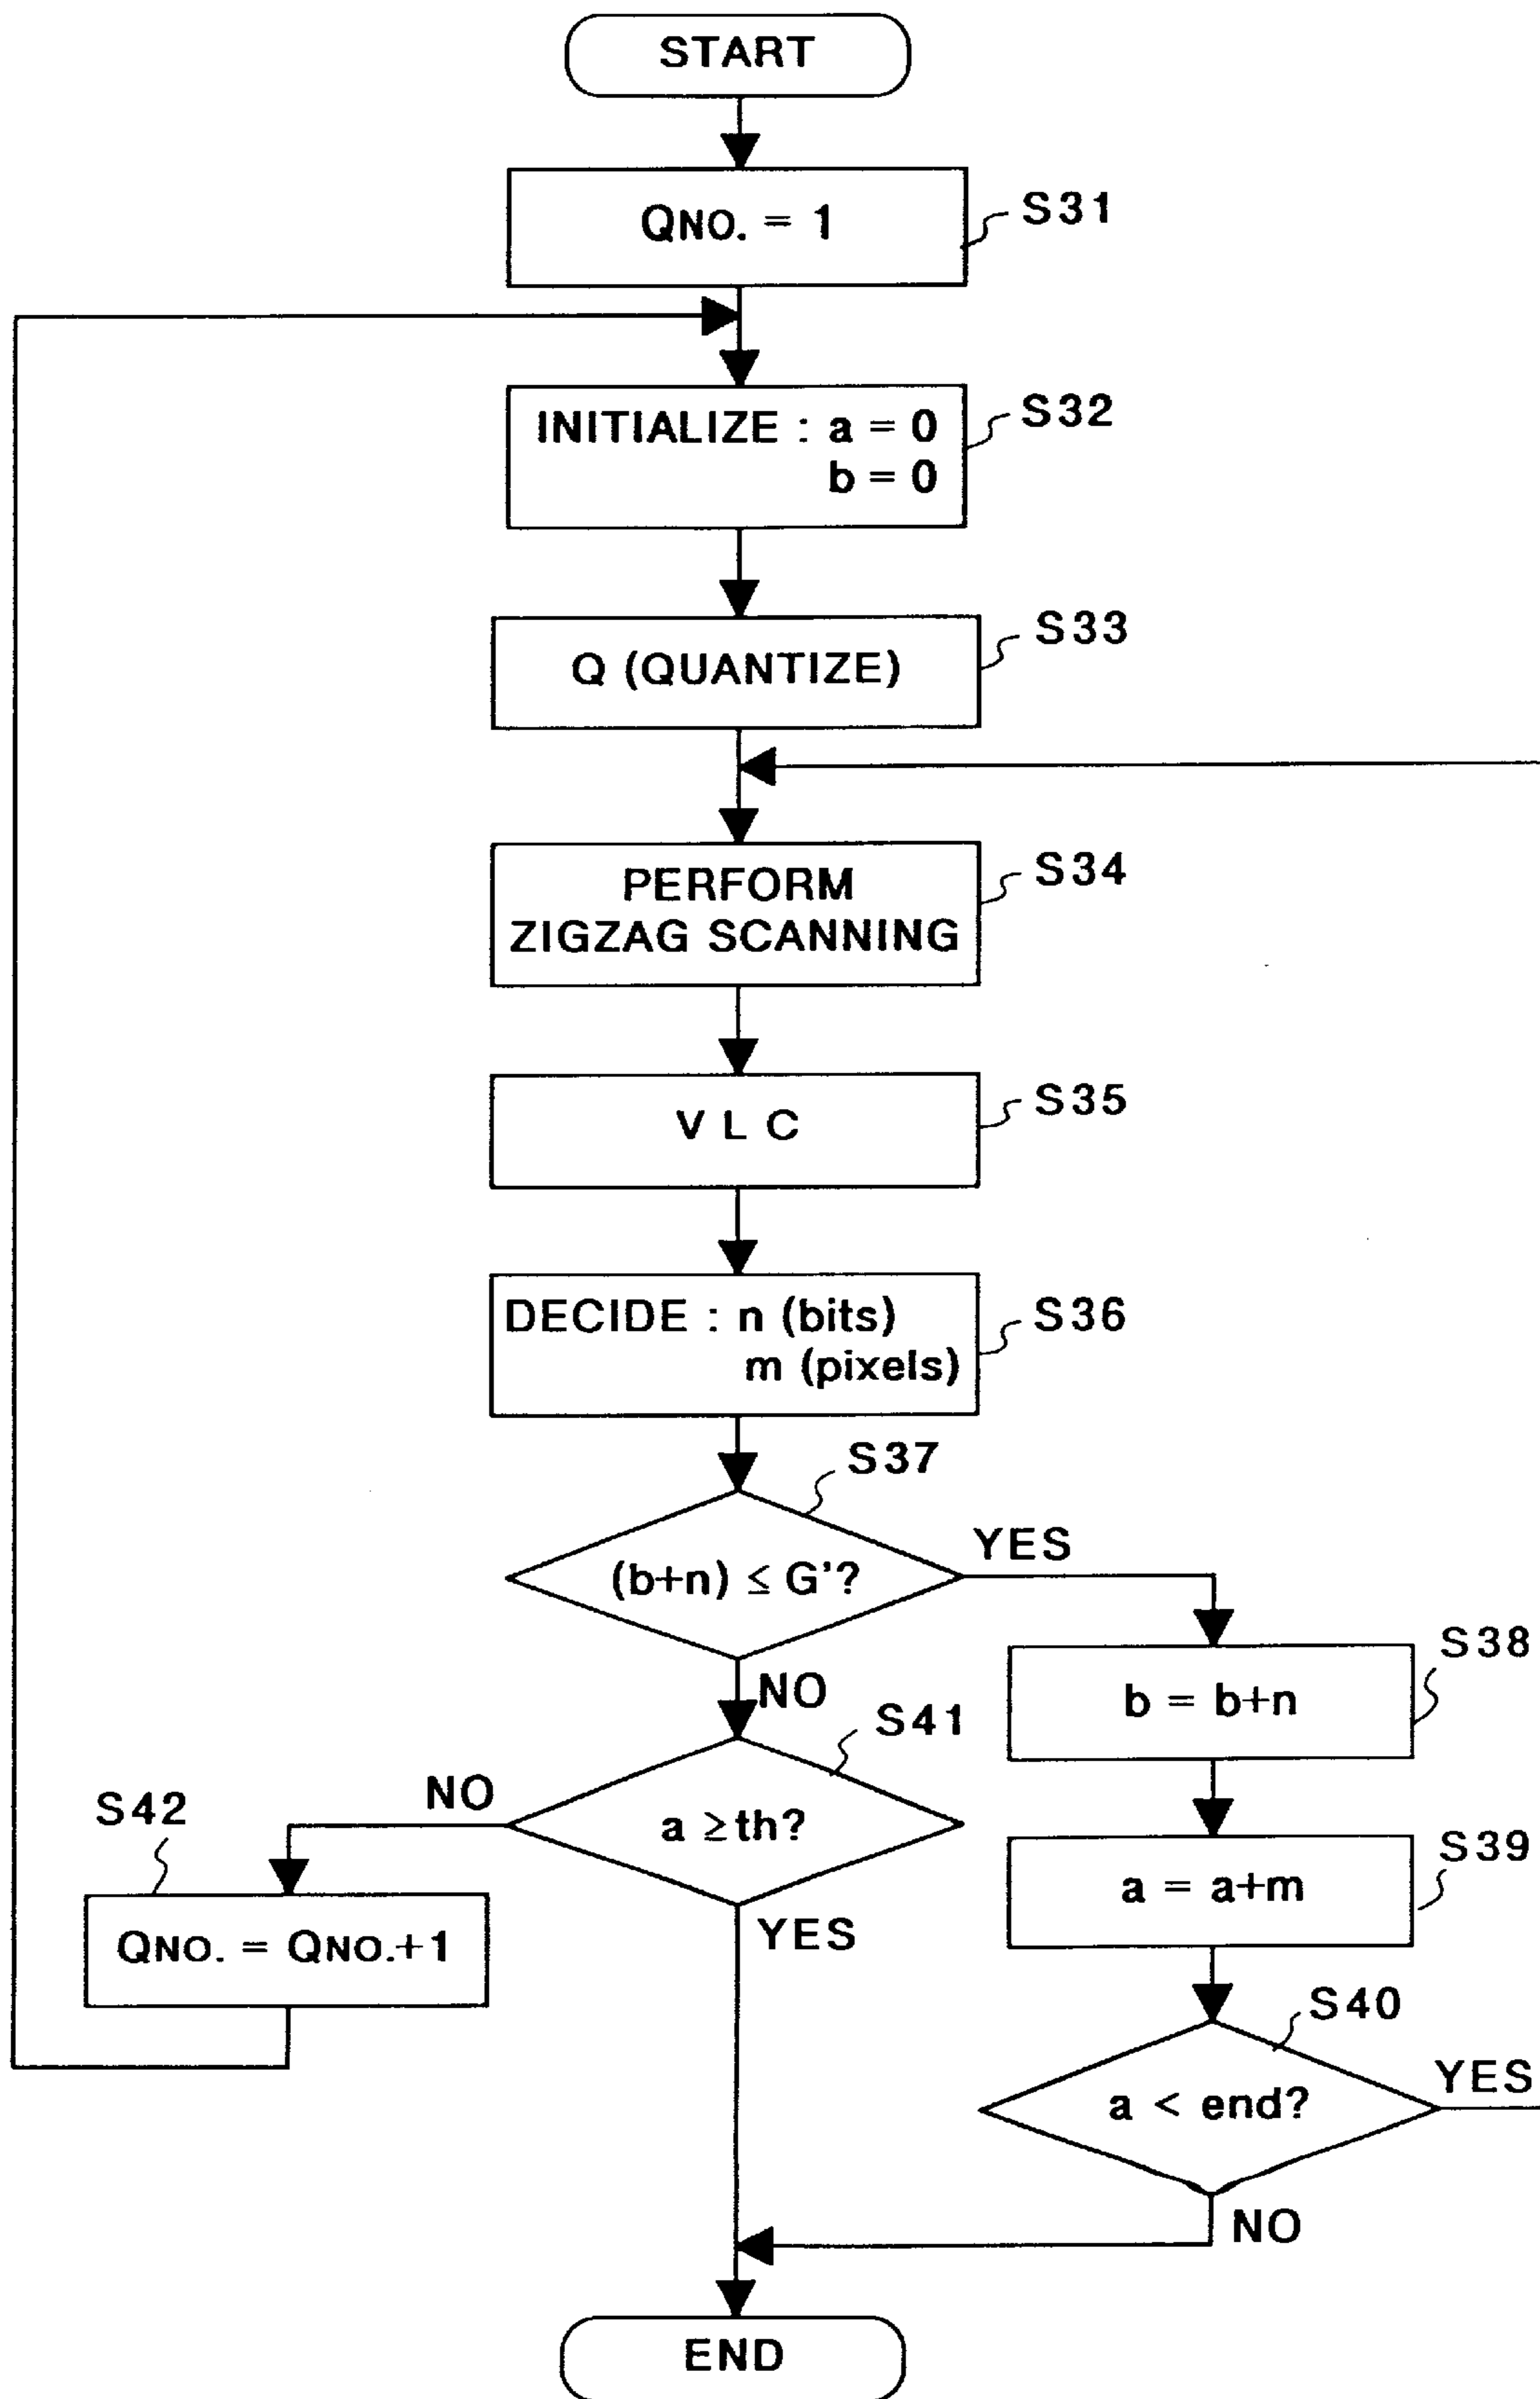 START
QNO. = 1
S31
INITIALIZE : a = 0
b = 0
S32
Q (QUANTIZE)
S33
PERFORM
ZIGZAG SCANNING
S34
V L C
S35
DECIDE : n (bits)
m (pixels)
S36
S37
(b+n) ≤ G'?
YES
NO
S38
b = b+n
S41
a ≥ th?
NO
YES
S42
QNO. = QNO.+1
S39
a = a+m
S40
a < end?
YES
NO
END